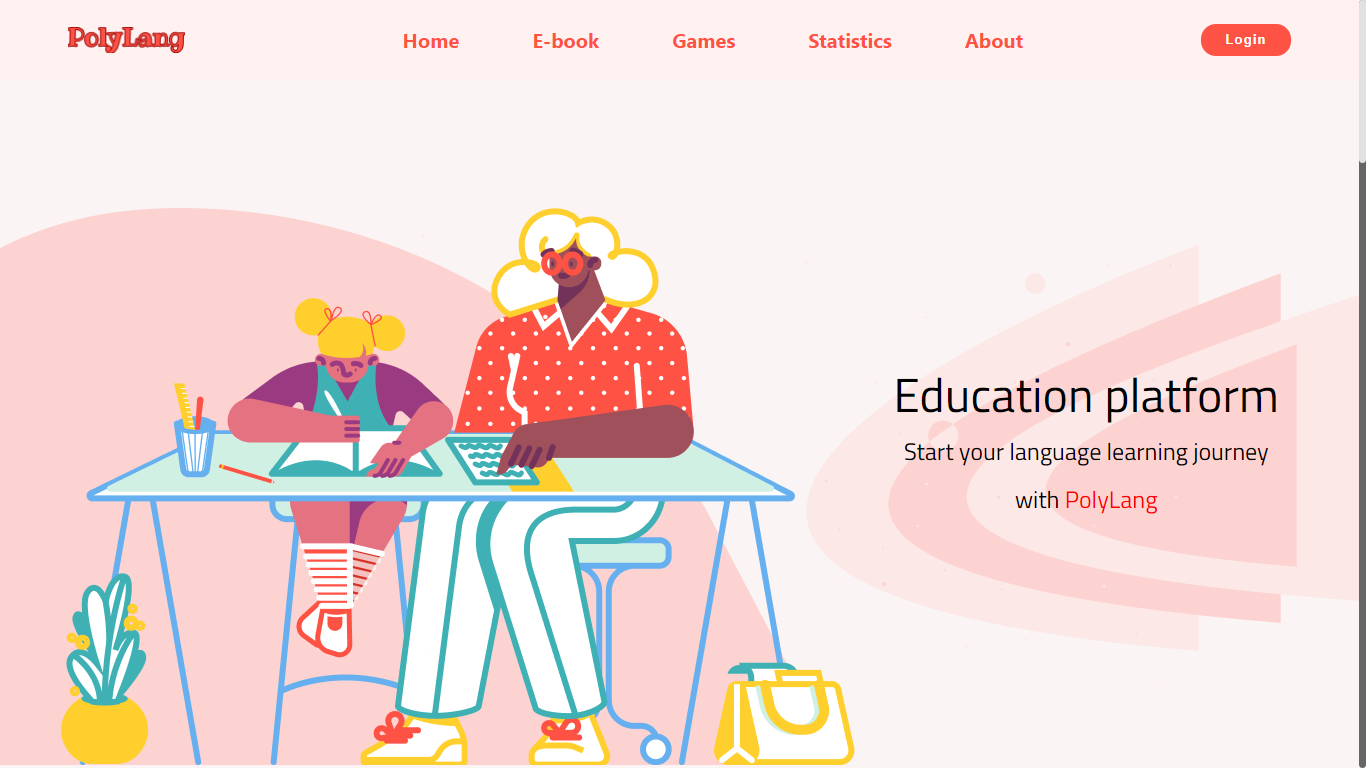 PolyLang
Home
E-book
Games
Statistics
About
Login
Education platform
Start your language learning journey
with PolyLang